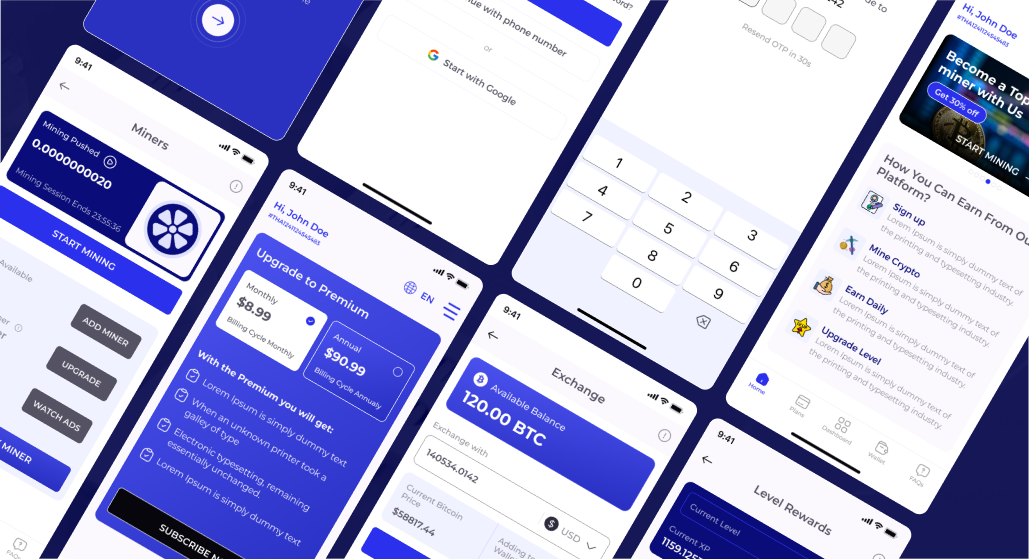 9:41
Miners
Mining Pushed
0.0000000020
Mining Session Ends 23:55:36
START MINING
Available
ADD MINER
UPGRADE
WATCH ADS
MINER
FAQs
9:41
Hi, John Doe
#THA1241124545463
EN
Upgrade to Premium
Monthly
$8.99
Billing Cycle Monthly
Annual
$90.99
Billing Cycle Annualy
With the Premium you will get:
Lorem Ipsum is simply dummy text
When an unknown printer took a
galley of type
Electronic typesetting, remaining
essentially unchanged.
Lorem Ipsum is simply dummy text
SUBSCRIBE N
with phone number
or
Start with Google
Resend OTP in 30s
1
2
3
4
5
6
7
8
9
0
9:41
Exchange
Available Balance
120.00 BTC
Exchange with
140534.0142
$ USD
Current Bitcoin
Price
$58817.44
Adding to
Walle
Hi, John Doe
#THA1241124545463
Become a Top
miner with Us
Get 30% off
START MINING
How You Can Earn From Ou
Platform?
Sign up
Lorem Ipsum is simply dummy text of
the printing and typesetting industry.
Mine Crypto
Lorem Ipsum is simply dummy text of
the printing and typesetting industry.
Earn Daily
Lorem Ipsum is simply dummy text of
the printing and typesetting industry.
Upgrade Level
Lorem Ipsum is simply dummy text of
the printing and typesetting industry.
Home
Plans
Dashboard
Wallet
FAQs
9:41
Level Rewards
Current Level
Current XP